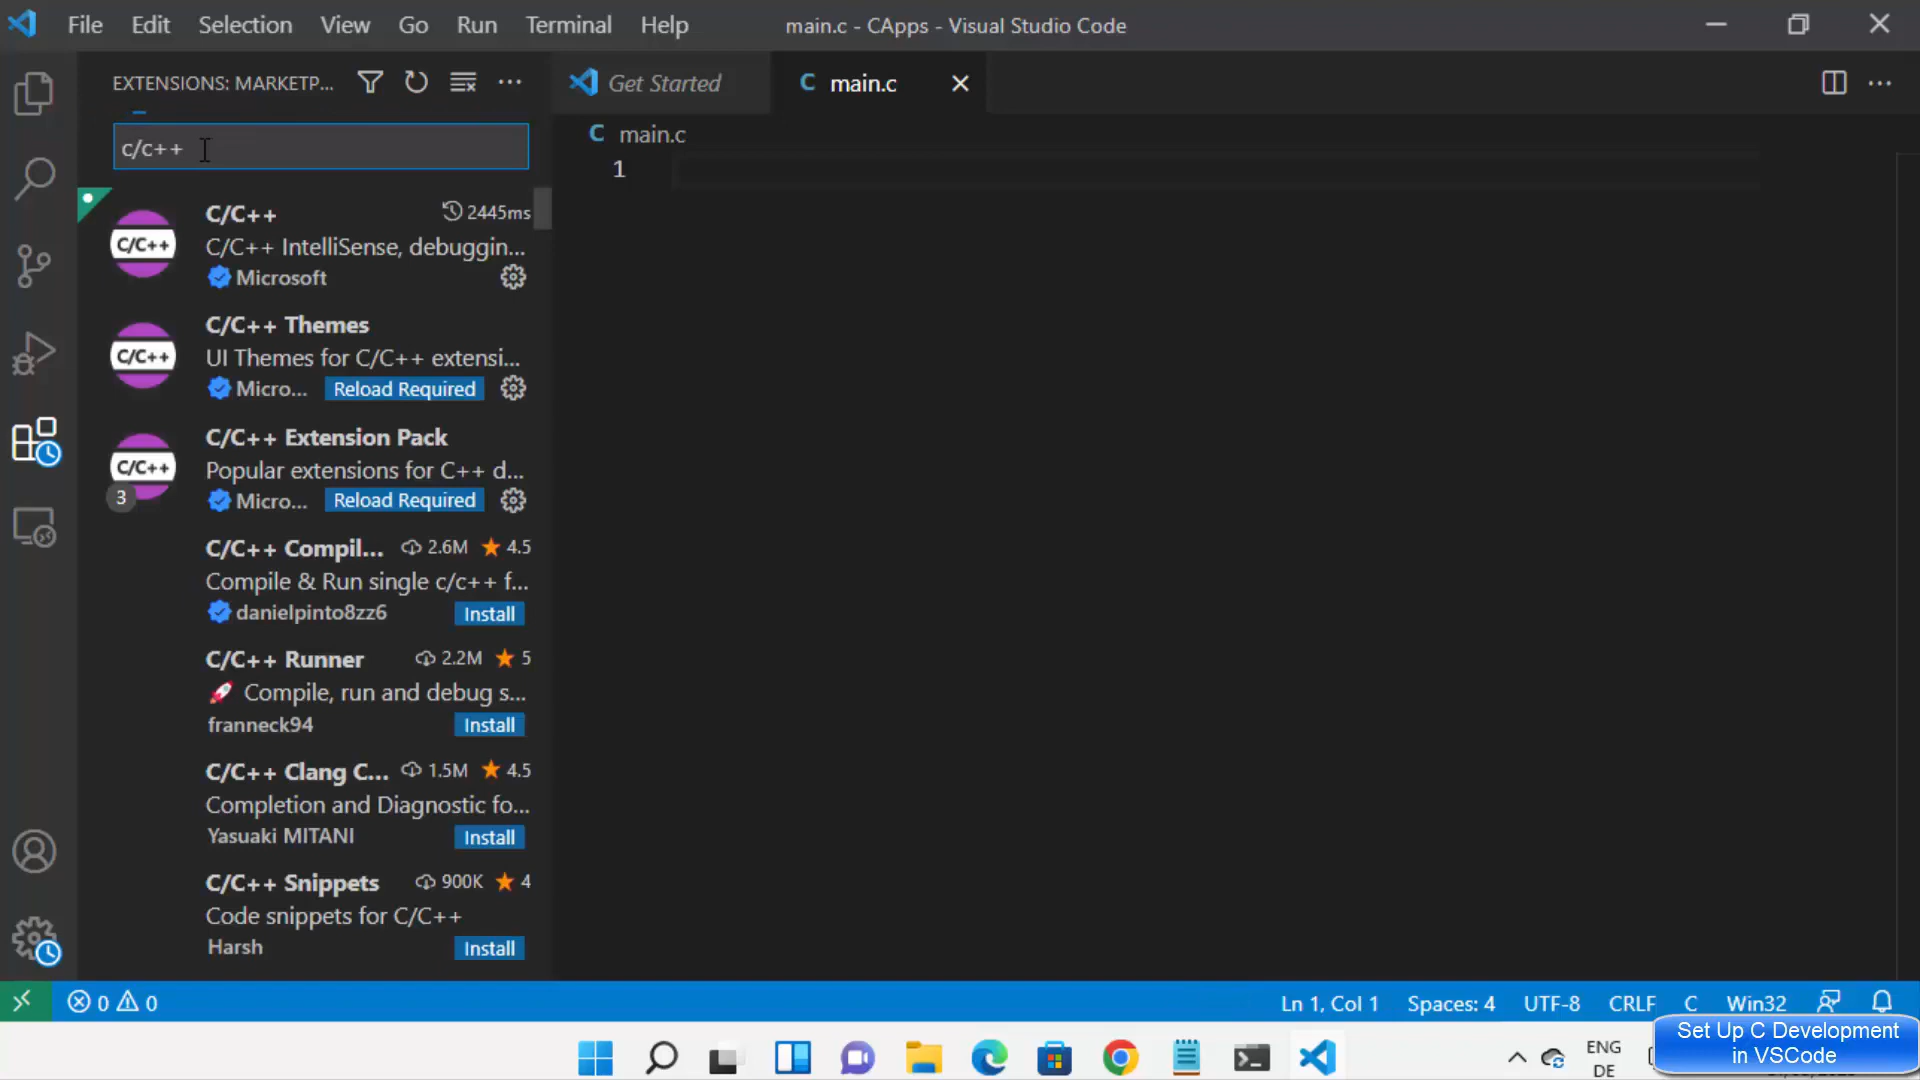 File Edit Selection View Go Run Terminal Help
main.c - CApps - Visual Studio Code
EXTENSIONS: MARKETP...
Get Started
main.c
c/c++
main.c
1
C/C++
C/C++ 2445ms
C/C++ IntelliSense, debuggin...
Microsoft
C/C++
C/C++ Themes
UI Themes for C/C++ extensi...
Micro... Reload Required
C/C++
3
C/C++ Extension Pack
Popular extensions for C++ d...
Micro... Reload Required
C/C++ Compil... 2.6M 4.5
Compile & Run single c/c++ f...
danielpinto8zz6 Install
C/C++ Runner 2.2M 5
Compile, run and debug s...
franneck94 Install
C/C++ Clang C... 1.5M 4.5
Completion and Diagnostic fo...
Yasuaki MITANI Install
C/C++ Snippets 900K 4
Code snippets for C/C++
Harsh Install
0 0
Ln 1, Col 1 Spaces: 4 UTF-8 CRLF C Win32
ENG
DE
Set Up C Development
in VSCode